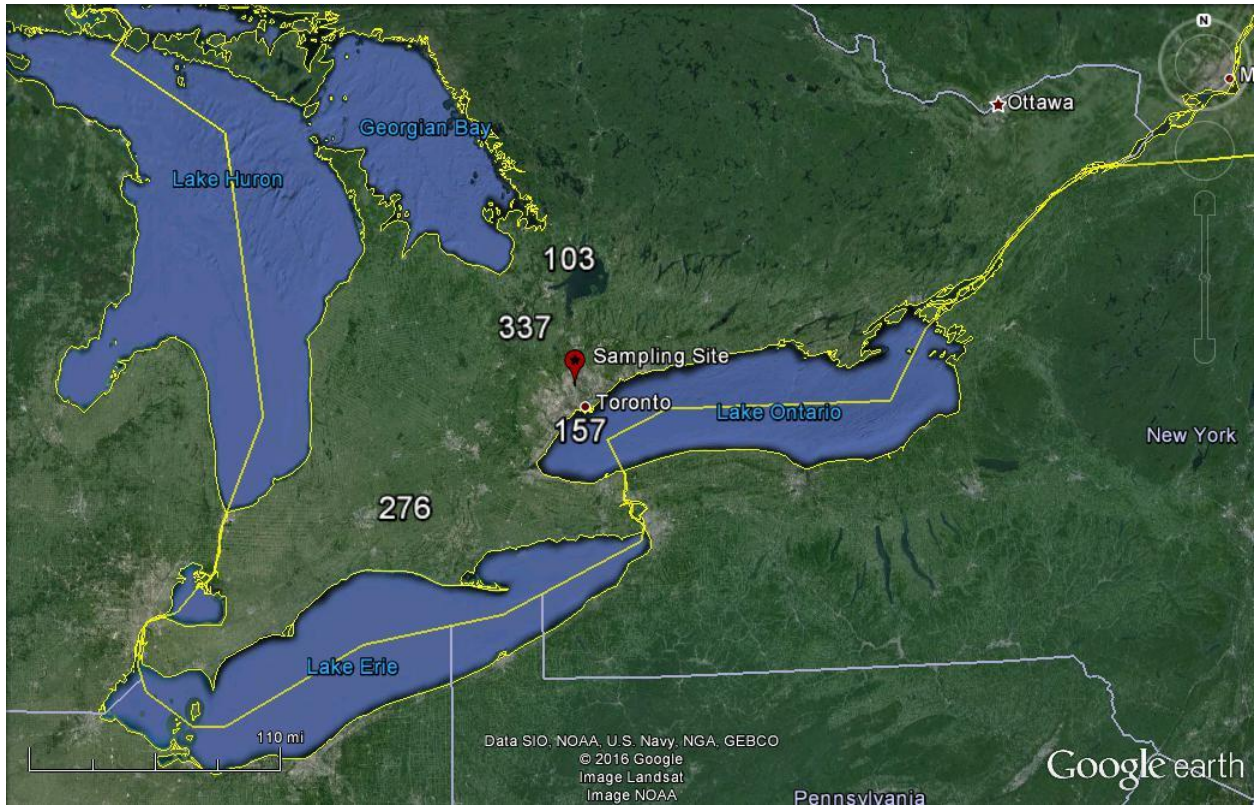 N
M
Ottawa
Georgian Bay
Lake Huron
103
337
Sampling Site
Toronto
Lake Ontario
157
New York
276
Lake Erie
110 mi
Data SIO, NOAA, U.S. Navy, NGA, GEBCO
© 2016 Google
Image Landsat
Image NOAA
Google earth
Pennsylvania